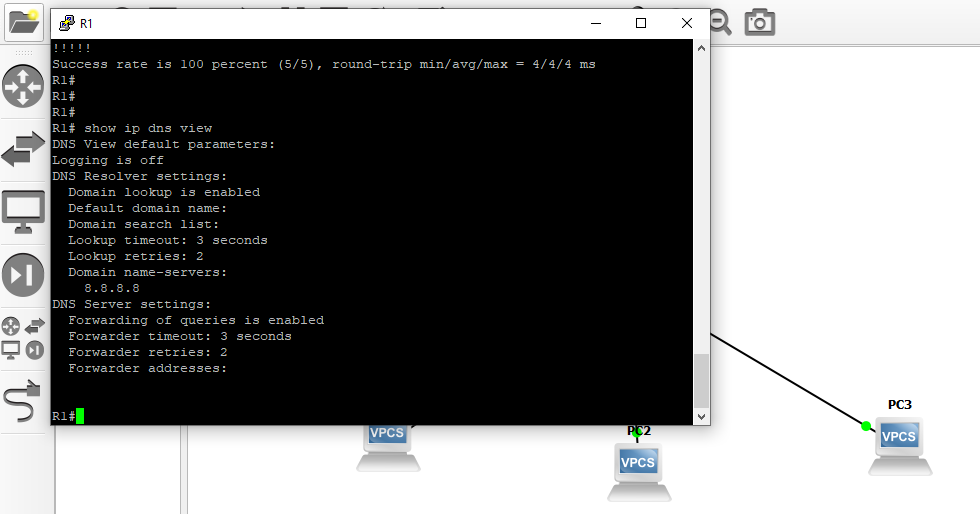 R1
!!!!!
Success rate is 100 percent (5/5), round-trip min/avg/max = 4/4/4 ms
R1#
R1#
R1#
R1# show ip dns view
DNS View default parameters:
Logging is off
DNS Resolver settings:
  Domain lookup is enabled
  Default domain name:
  Domain search list:
  Lookup timeout: 3 seconds
  Lookup retries: 2
  Domain name-servers:
    8.8.8.8
DNS Server settings:
  Forwarding of queries is enabled
  Forwarder timeout: 3 seconds
  Forwarder retries: 2
  Forwarder addresses:
R1#
PC3
VPCS
PC2
VPCS
VPCS